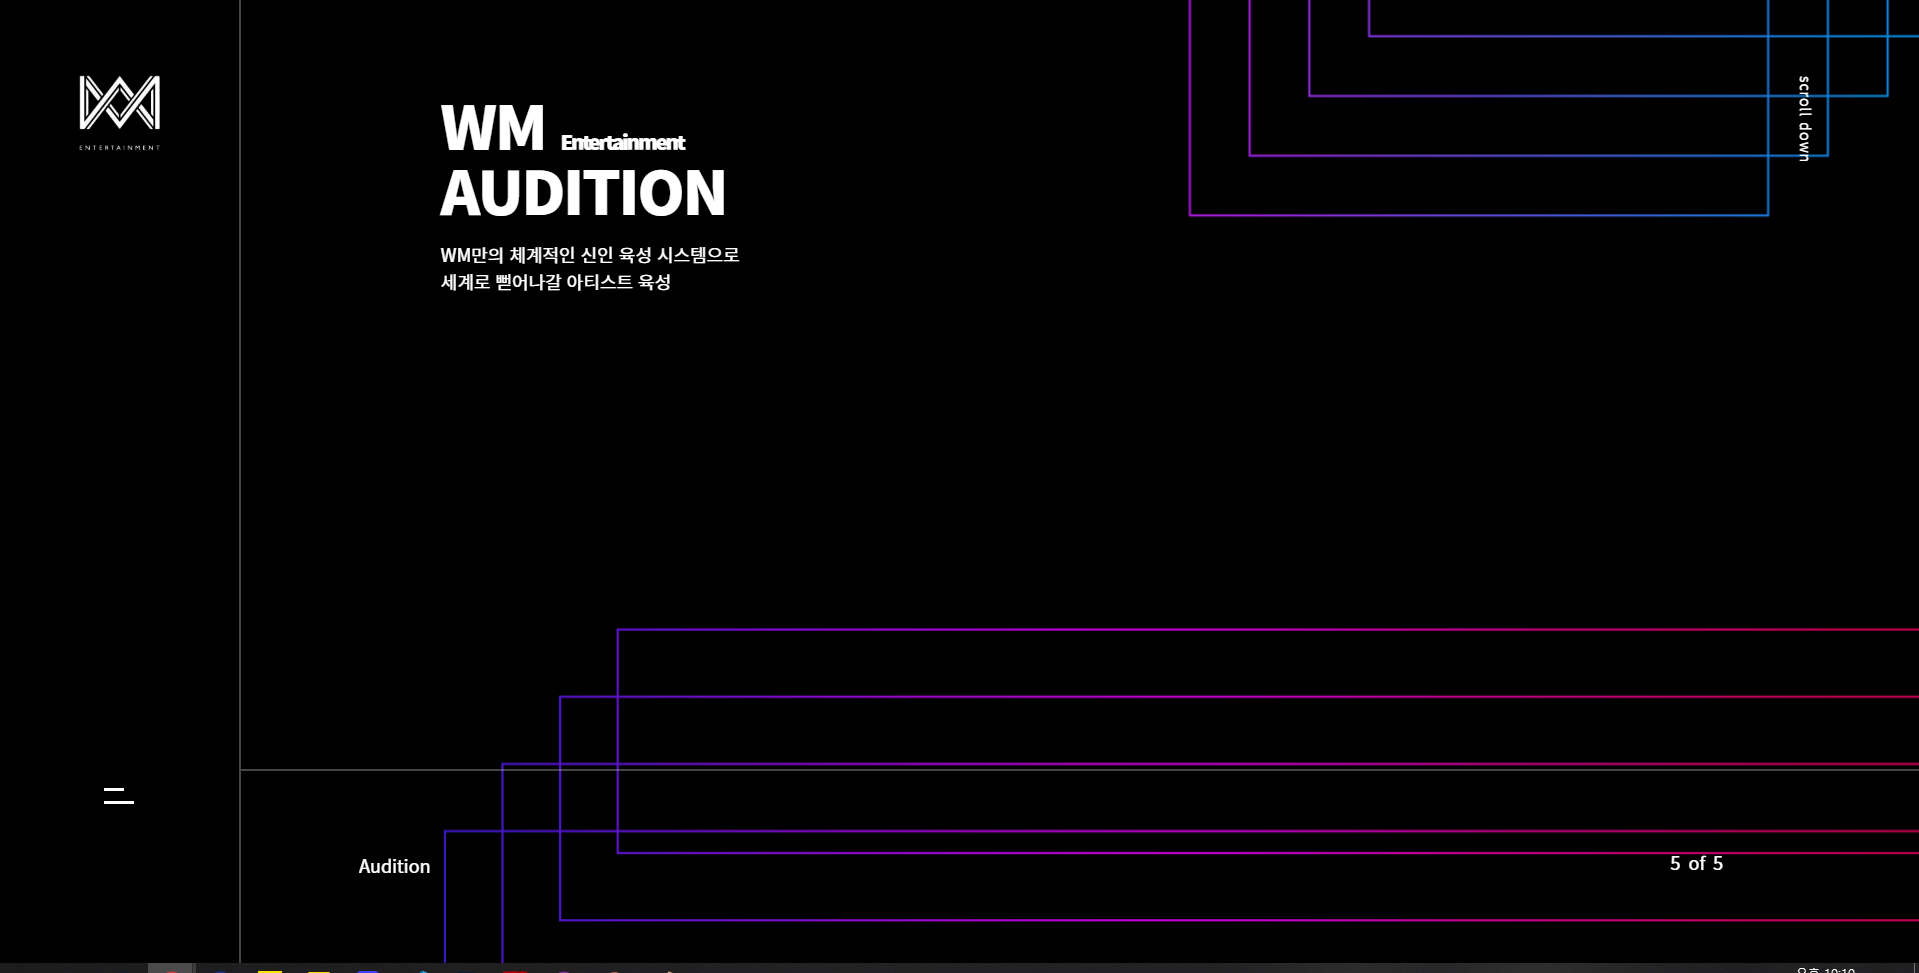 ENTERTAINMENT
WM Entertainment
AUDITION
WM만의 체계적인 신인 육성 시스템으로
세계로 뻗어나갈 아티스트 육성
scroll down
Audition
5 of 5